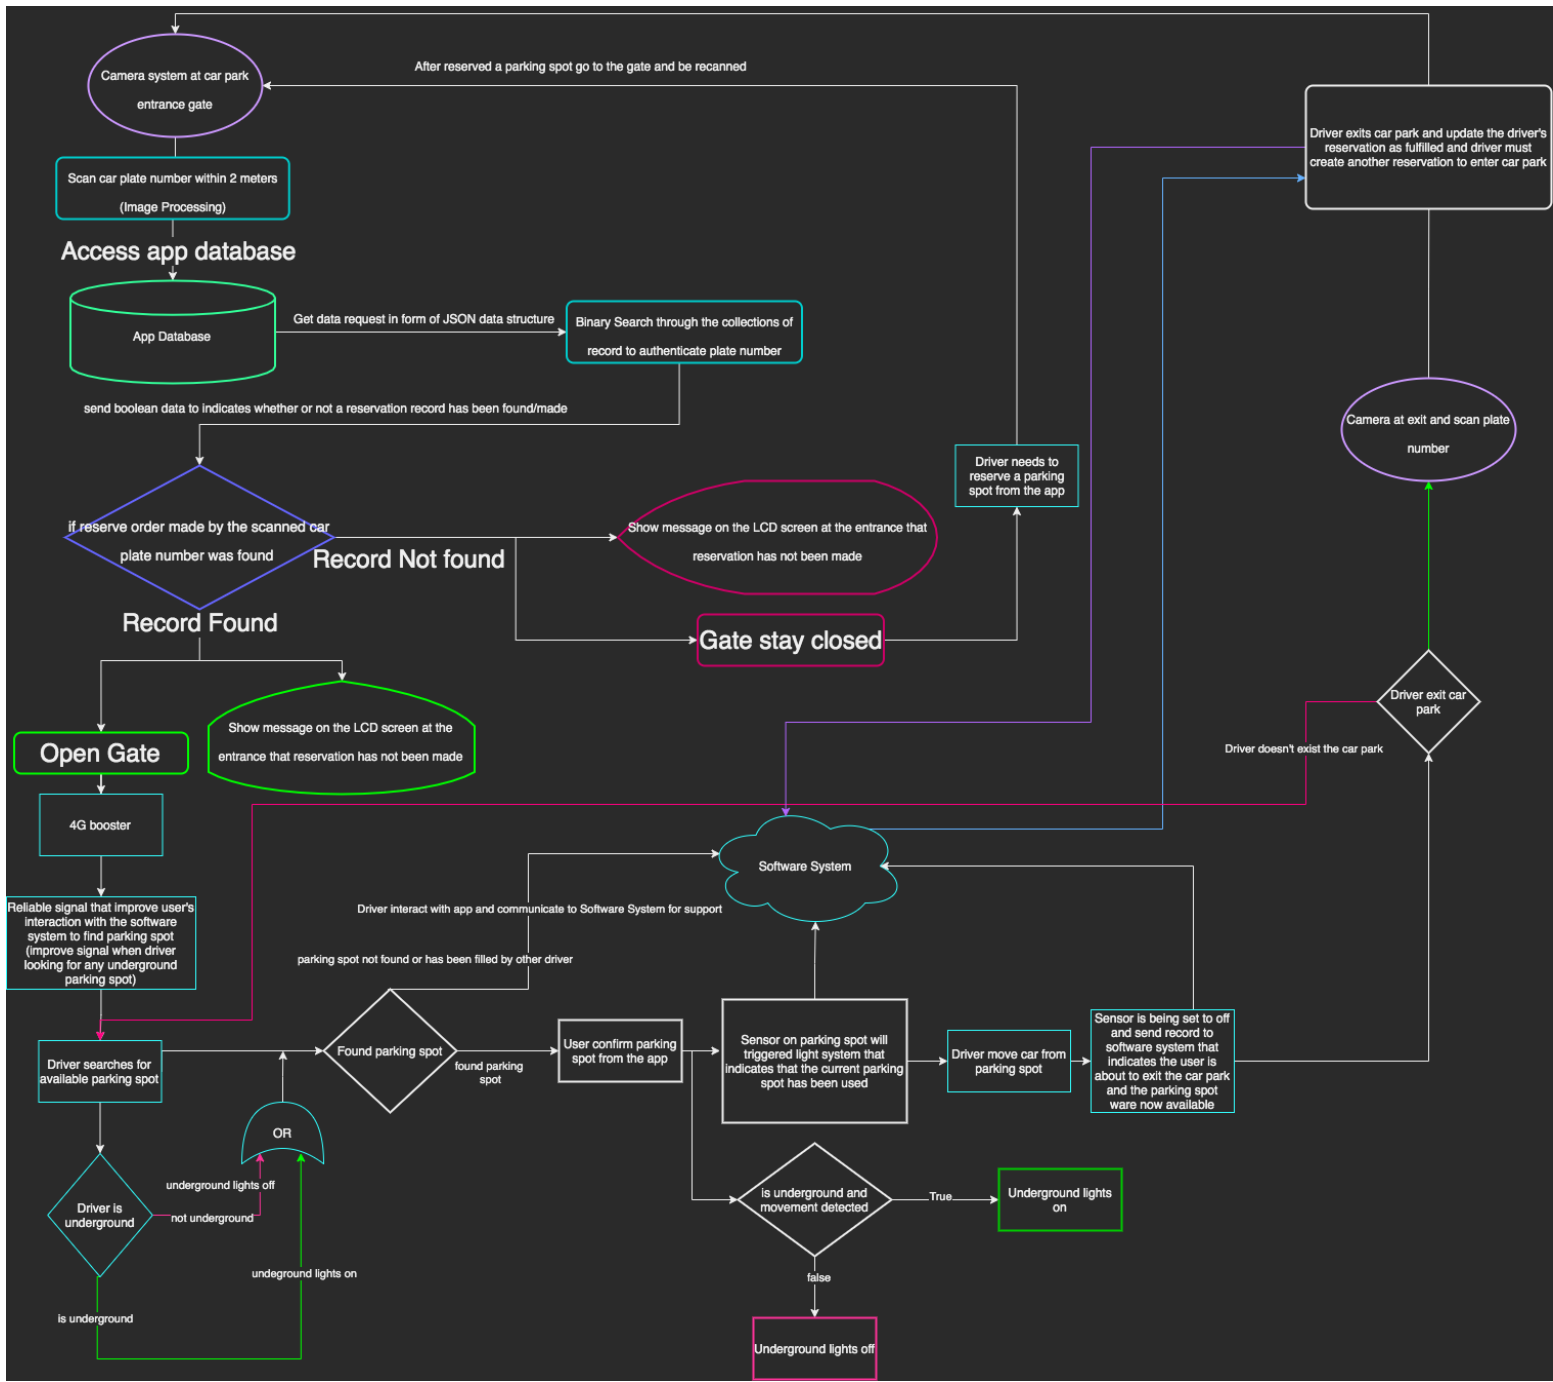 After reserved a parking spot go to the gate and be recanned
Camera system at car park
entrance gate
Driver exits car park and update the driver's
reservation as fulfilled and driver must
create another reservation to enter car park
Scan car plate number within 2 meters
(Image Processing)
Access app database
App Database
Get data request in form of JSON data structure
Binary Search through the collections of
record to authenticate plate number
send boolean data to indicates whether or not a reservation record has been found/made
Camera at exit and scan plate
number
Driver needs to
reserve a parking
spot from the app
if reserve order made by the scanned car
plate number was found
Record Not found
Show message on the LCD screen at the entrance that
reservation has not been made
Record Found
Gate stay closed
Driver exit car
park
Driver doesn't exist the car park
Show message on the LCD screen at the
entrance that reservation has not been made
Open Gate
4G booster
Software System
Reliable signal that improve user's
interaction with the software
system to find parking spot
(improve signal when driver
looking for any underground
parking spot)
Driver interact with app and communicate to Software System for support
parking spot not found or has been filled by other driver
Driver searches for
available parking spot
Found parking spot
found parking
spot
User confirm parking
spot from the app
Sensor on parking spot will
triggered light system that
indicates that the current parking
spot has been used
Driver move car from
parking spot
Sensor is being set to off
and send record to
software system that
indicates the user is
about to exit the car park
and the parking spot
ware now available
OR
underground lights off
Driver is
underground
not underground
undeground lights on
is underground
is underground and
movement detected
True
Underground lights
on
false
Underground lights off